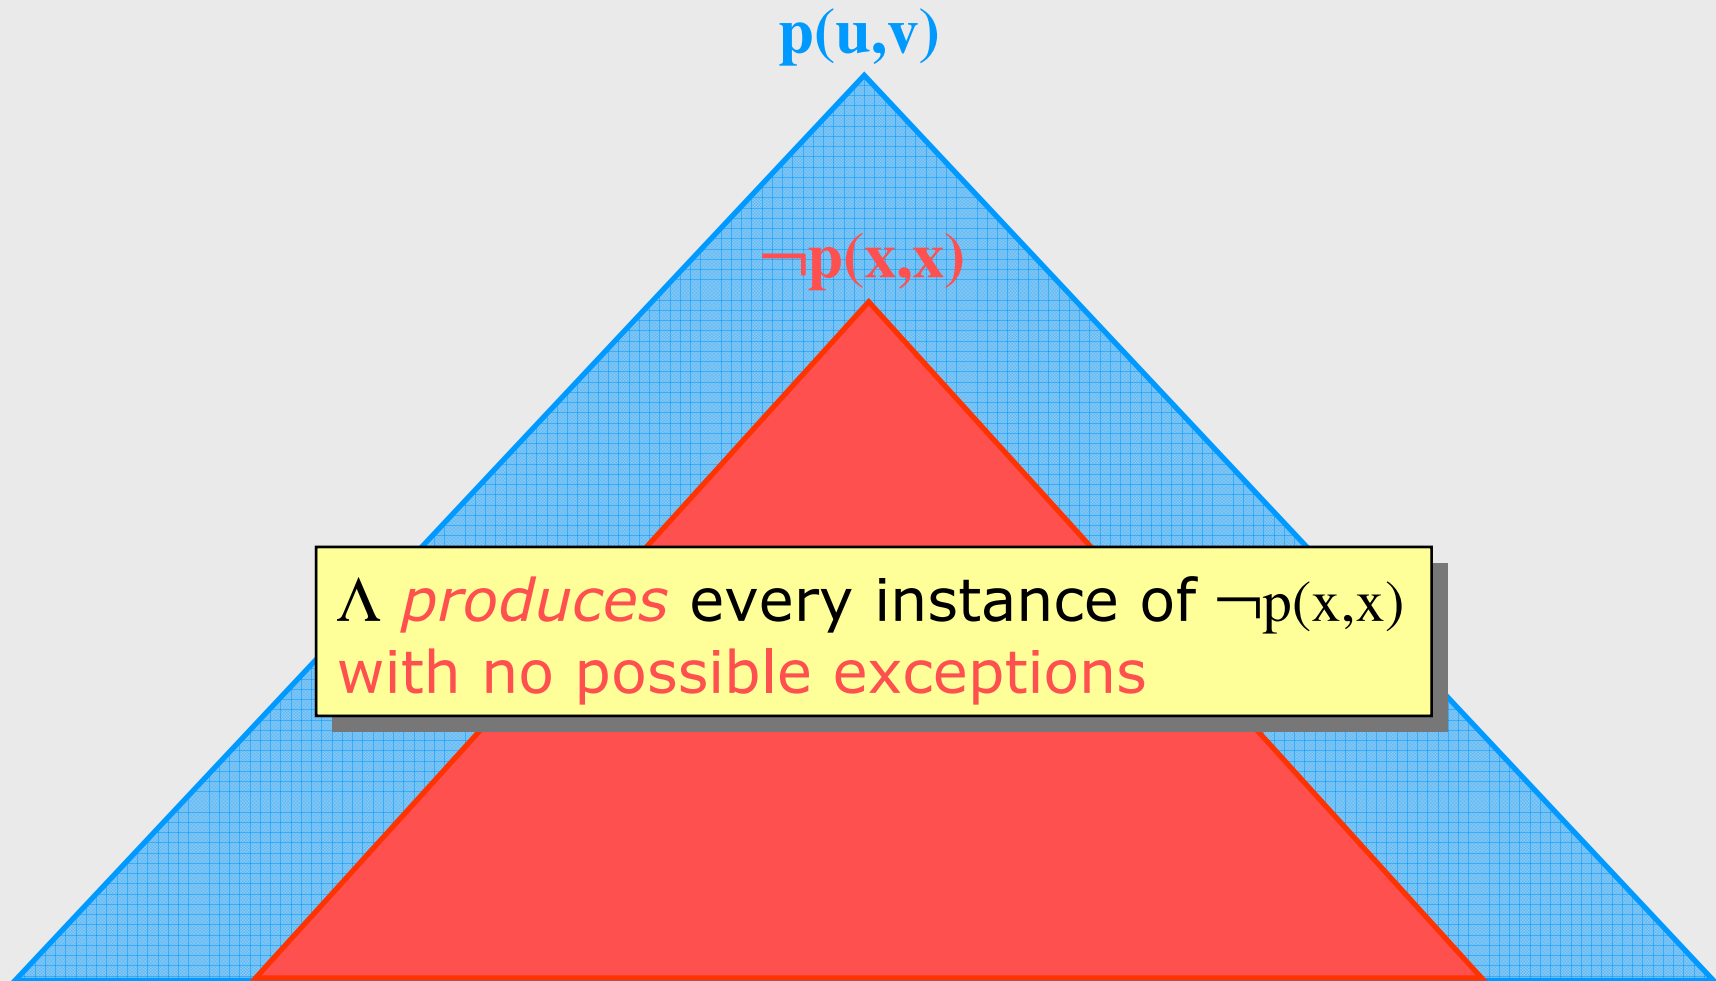 p(u,v)
¬p(x,x)
Λ produces every instance of ¬p(x,x)
with no possible exceptions